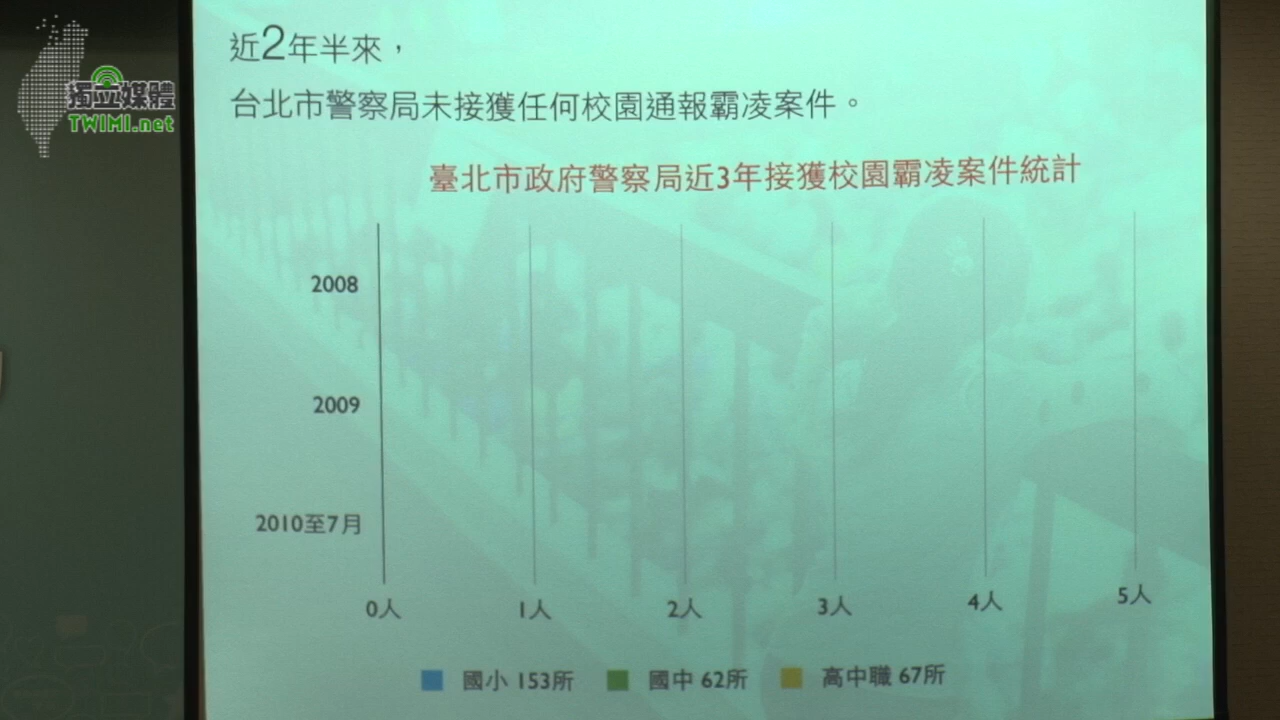 獨立媒體
TWIMI.net
近2年半來，
台北市警察局未接獲任何校園通報霸凌案件。
臺北市政府警察局近3年接獲校園霸凌案件統計
2008
2009
2010至7月
0人 1人 2人 3人 4人 5人
國小 153所 國中 62所 高中職 67所